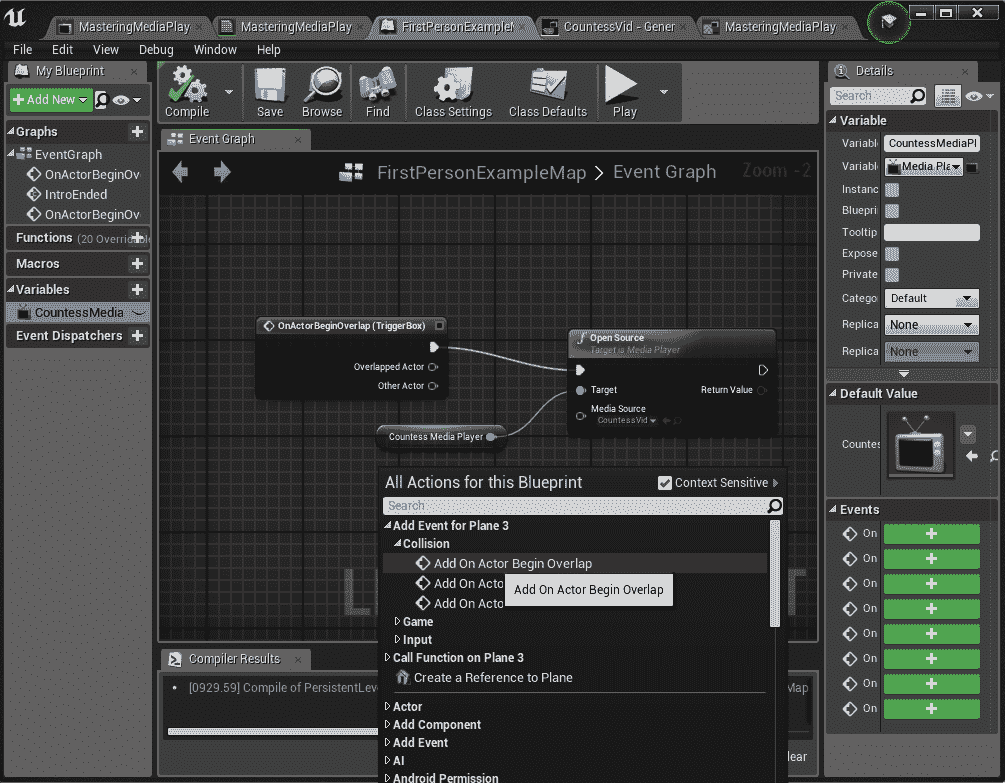 MasteringMediaPlay
MasteringMediaPlay
FirstPersonExampleM
CountessVid - Gener
MasteringMediaPlay
File Edit View Debug Window Help
My Blueprint
Details
Add New
Compile
Save
Browse
Find
Class Settings
Class Defaults
Play
Search
Graphs
EventGraph
OnActorBeginOv
IntroEnded
OnActorBeginOv
Functions (20 Overridable
Macros
Variables
CountessMedia
Event Dispatchers
Event Graph
FirstPersonExampleMap > Event Graph
Zoom -2
OnActorBeginOverlap (TriggerBox)
Overlapped Actor
Other Actor
Countess Media Player
Open Source
Target is Media Player
Target
Return Value
Media Source
CountessVid
All Actions for this Blueprint
Context Sensitive
Search
Add Event for Plane 3
Collision
Add On Actor Begin Overlap
Add On Acto
Add On Acto
Add On Actor Begin Overlap
Game
Input
Call Function on Plane 3
Create a Reference to Plane
Actor
Add Component
Add Event
AI
Android Permission
Compiler Results
• [0929.59] Compile of PersistentLeve
Map
lear
Variable
Variabl CountessMediaPl
Variabl Media Pla
Instanc
Bluepri
Tooltip
Expose
Private
Catego Default
Replica None
Replica None
Default Value
Countes
Events
On
On
On
On
On
On
On
On